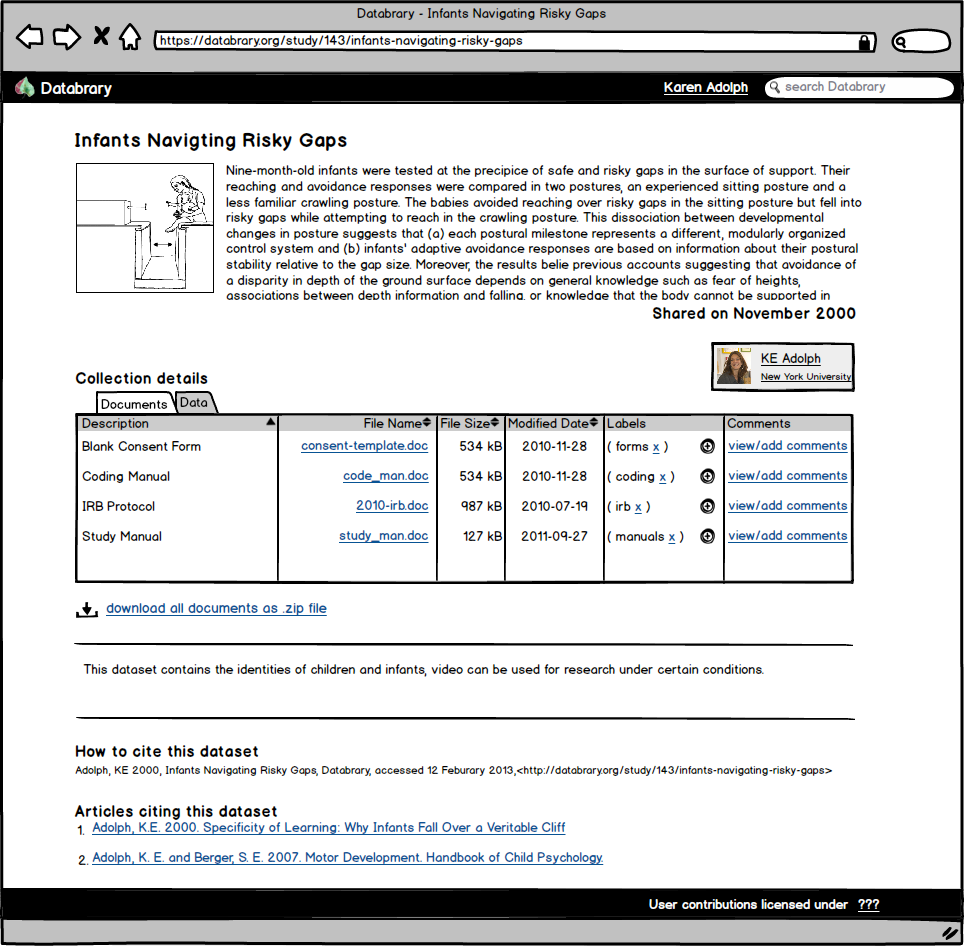 Databrary - Infants Navigating Risky Gaps
https://databrary.org/study/143/infants-navigating-risky-gaps
Databrary
Karen Adolph
search Databrary
Infants Navigting Risky Gaps
Nine-month-old infants were tested at the precipice of safe and risky gaps in the surface of support. Their
reaching and avoidance responses were compared in two postures, an experienced sitting posture and a
less familiar crawling posture. The babies avoided reaching over risky gaps in the sitting posture but fell into
risky gaps while attempting to reach in the crawling posture. This dissociation between developmental
changes in posture suggests that (a) each postural milestone represents a different, modularly organized
control system and (b) infants' adaptive avoidance responses are based on information about their postural
stability relative to the gap size. Moreover, the results belie previous accounts suggesting that avoidance of
a disparity in depth of the ground surface depends on general knowledge such as fear of heights,
associations between depth information and falling, or knowledge that the body cannot be supported in
Shared on November 2000
KE Adolph
New York University
Collection details
Documents Data
Description File Name File Size Modified Date Labels Comments
Blank Consent Form consent-template.doc 534 kB 2010-11-28 ( forms x ) view/add comments
Coding Manual code_man.doc 534 kB 2010-11-28 ( coding x ) view/add comments
IRB Protocol 2010-irb.doc 987 kB 2010-07-19 ( irb x ) view/add comments
Study Manual study_man.doc 127 kB 2011-09-27 ( manuals x ) view/add comments
download all documents as .zip file
This dataset contains the identities of children and infants, video can be used for research under certain conditions.
How to cite this dataset
Adolph, KE 2000, Infants Navigating Risky Gaps, Databrary, accessed 12 Feburary 2013,<http://databrary.org/study/143/infants-navigating-risky-gaps>
Articles citing this dataset
1. Adolph, K.E. 2000. Specificity of Learning: Why Infants Fall Over a Veritable Cliff
2. Adolph, K. E. and Berger, S. E. 2007. Motor Development. Handbook of Child Psychology.
User contributions licensed under ???